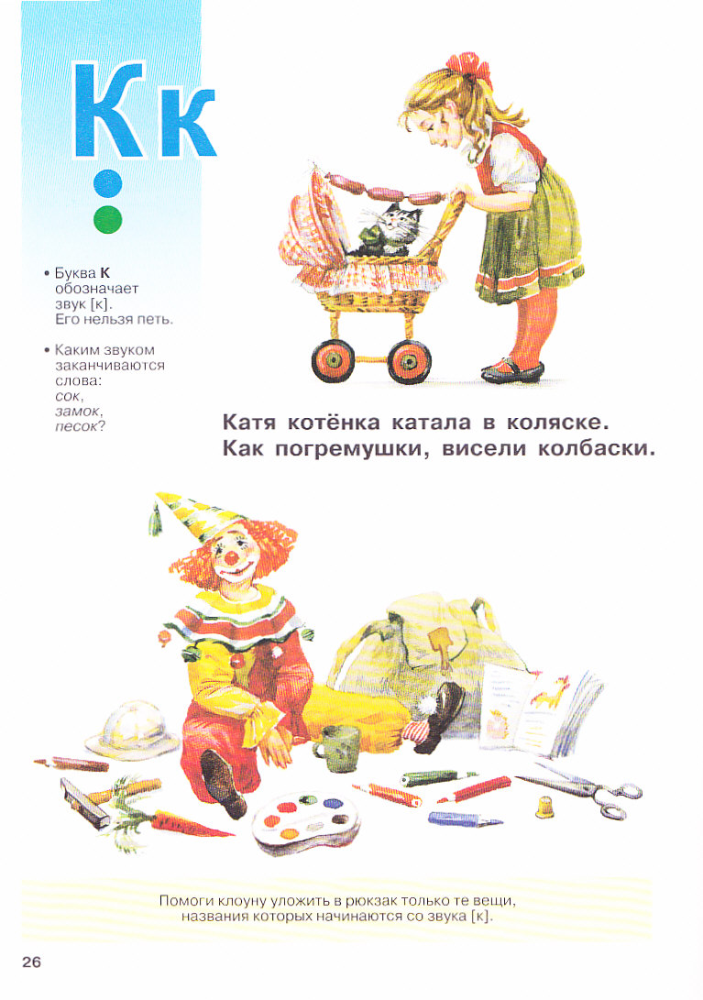 Кк
• Буква К
обозначает
звук [к].
Его нельзя петь.
• Каким звуком
заканчиваются
слова:
сок,
замок,
песок?
Катя котёнка катала в коляске.
Как погремушки, висели колбаски.
Помоги клоуну уложить в рюкзак только те вещи,
названия которых начинаются со звука [к].
26